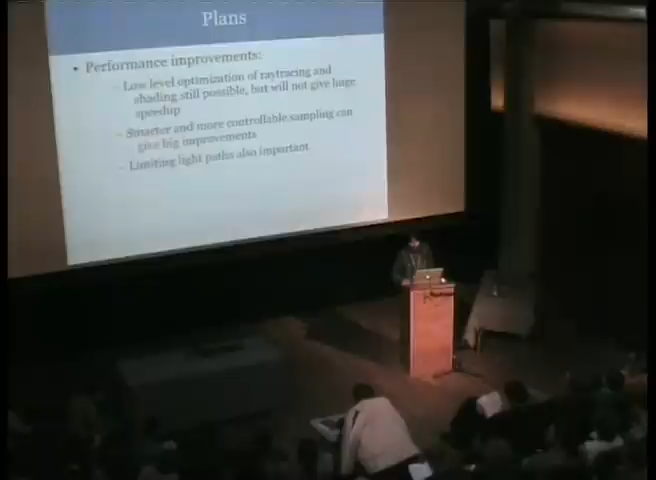 Plans
• Performance improvements:
– Low level optimization of raytracing and
shading still possible, but will not give huge
speedup
– Smarter and more controllable sampling can
give big improvements
– Limiting light paths also important